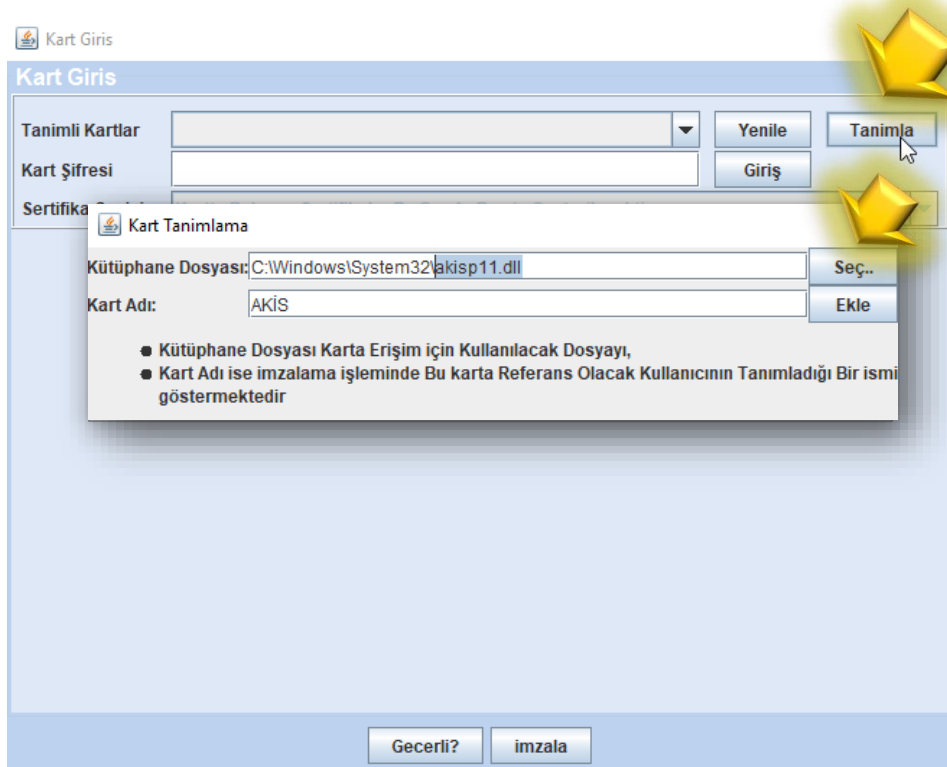 Kart Giris
Kart Giris
Tanimli Kartlar
Yenile
Tanimla
Kart Şifresi
Giriş
Sertifika
Kart Tanimlama
Kütüphane Dosyası: C:\Windows\System32\akisp11.dll
Seç..
Kart Adı: AKİS
Ekle
Kütüphane Dosyası Karta Erişim için Kullanılacak Dosyayı,
Kart Adı ise imzalama işleminde Bu karta Referans Olacak Kullanıcının Tanımladığı Bir ismi
göstermektedir
Gecerli?
imzala